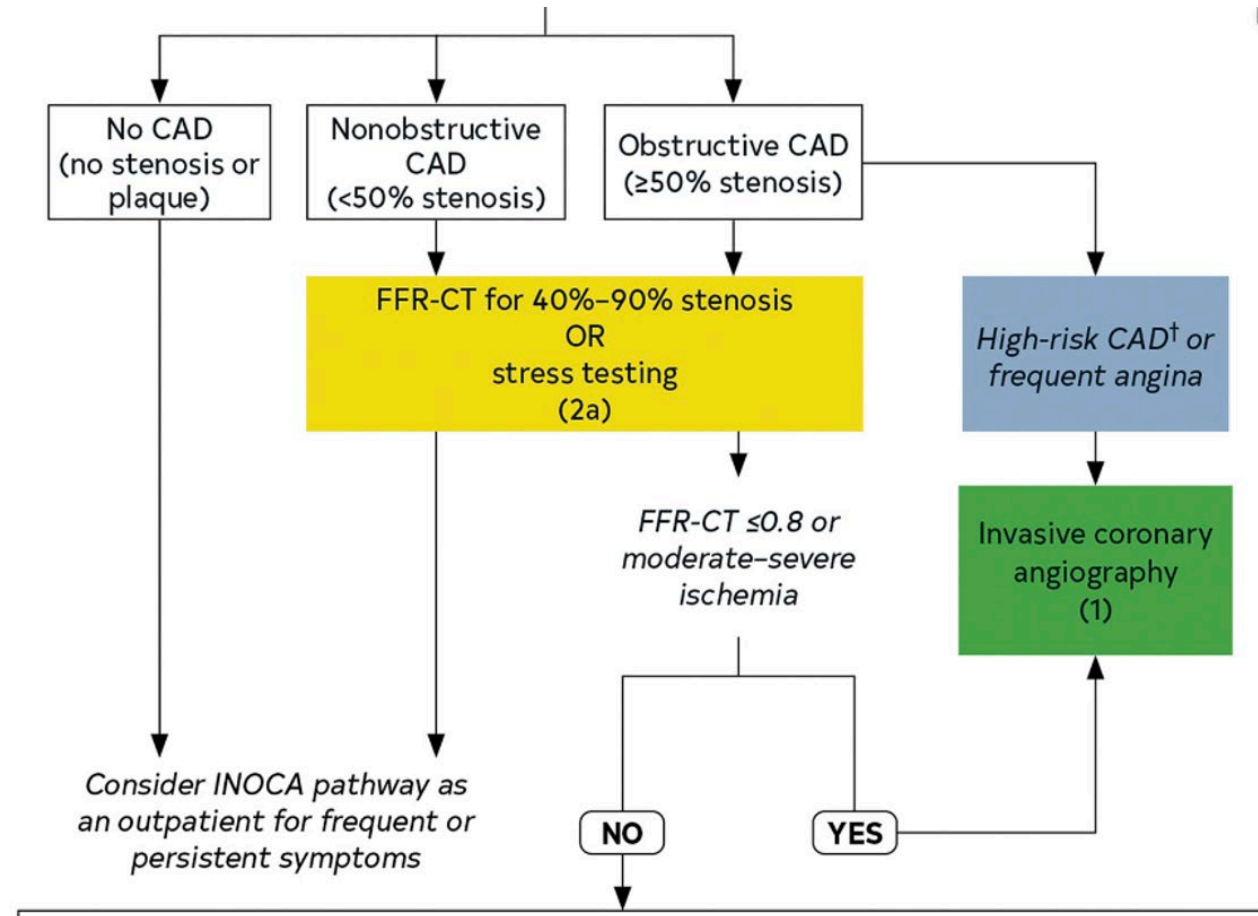 No CAD
(no stenosis or
plaque)
Nonobstructive
CAD
(<50% stenosis)
Obstructive CAD
(≥50% stenosis)
FFR-CT for 40%–90% stenosis
OR
stress testing
(2a)
High-risk CAD† or
frequent angina
FFR-CT ≤0.8 or
moderate–severe
ischemia
Invasive coronary
angiography
(1)
Consider INOCA pathway as
an outpatient for frequent or
persistent symptoms
NO
YES